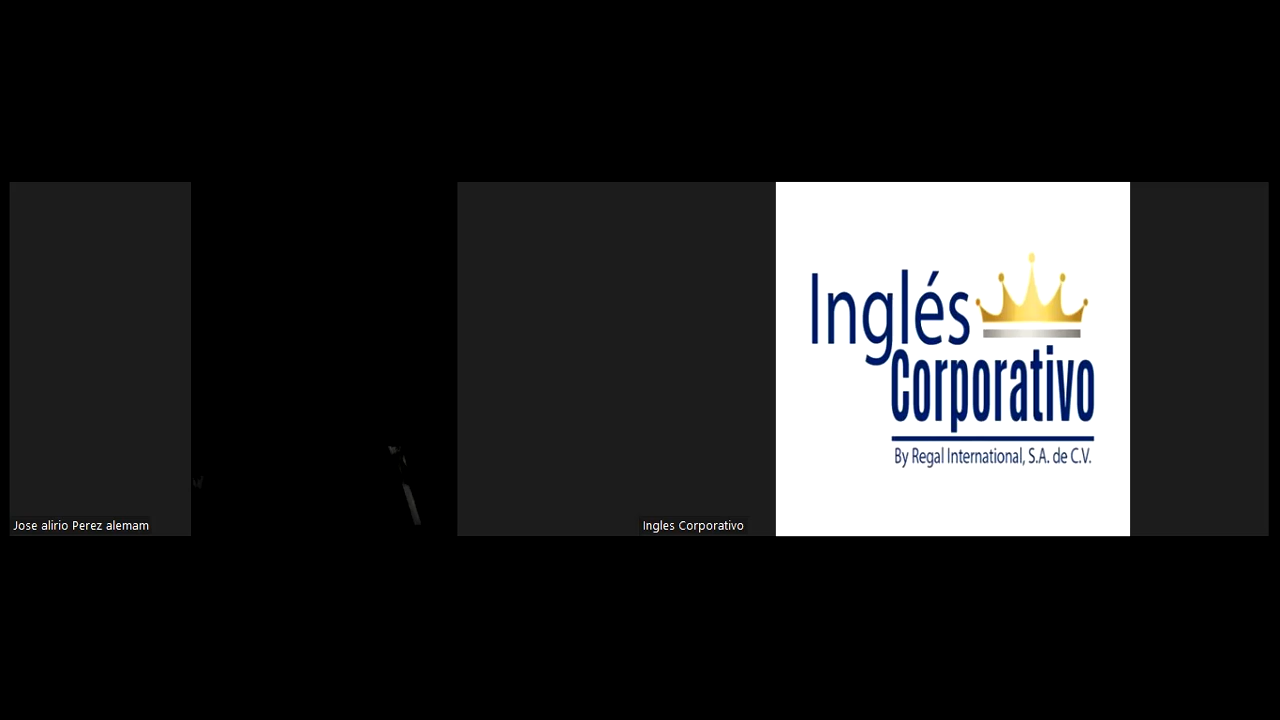 Inglés
Corporativo
By Regal International, S.A. de C.V.
Jose alirio Perez alemam
Ingles Corporativo